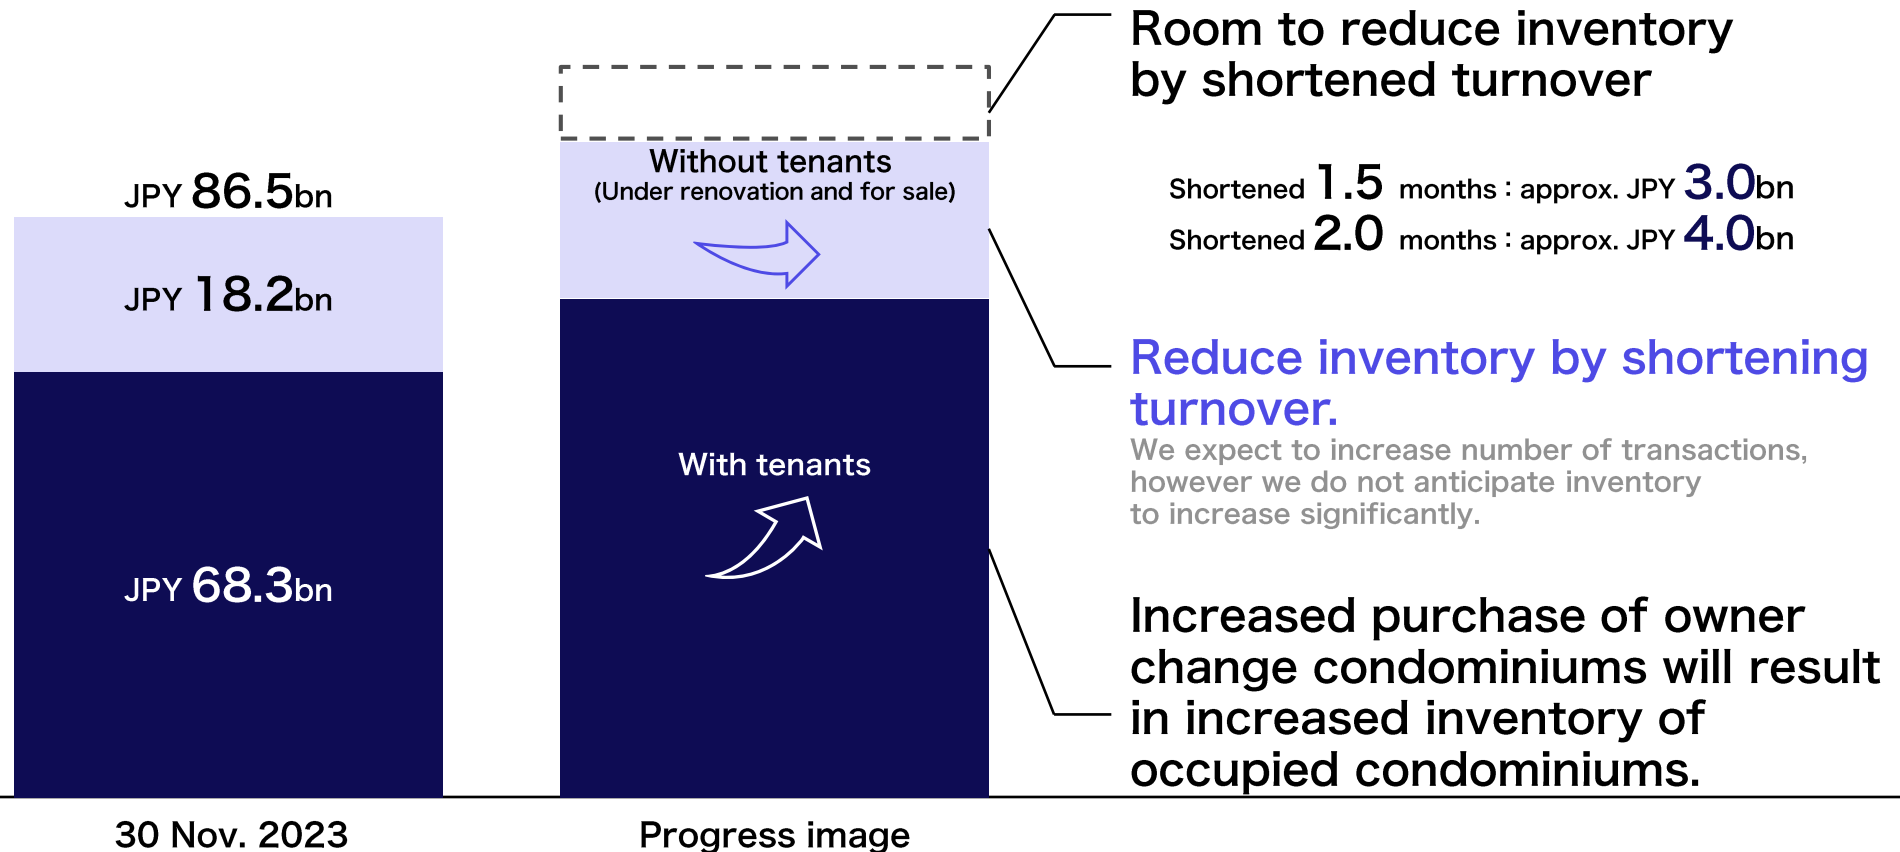 JPY 86.5bn
JPY 18.2bn
JPY 68.3bn
30 Nov. 2023
Without tenants
(Under renovation and for sale)
With tenants
Progress image
Room to reduce inventory
by shortened turnover
Shortened 1.5 months : approx. JPY 3.0bn
Shortened 2.0 months : approx. JPY 4.0bn
Reduce inventory by shortening
turnover.
We expect to increase number of transactions,
however we do not anticipate inventory
to increase significantly.
Increased purchase of owner
change condominiums will result
in increased inventory of
occupied condominiums.